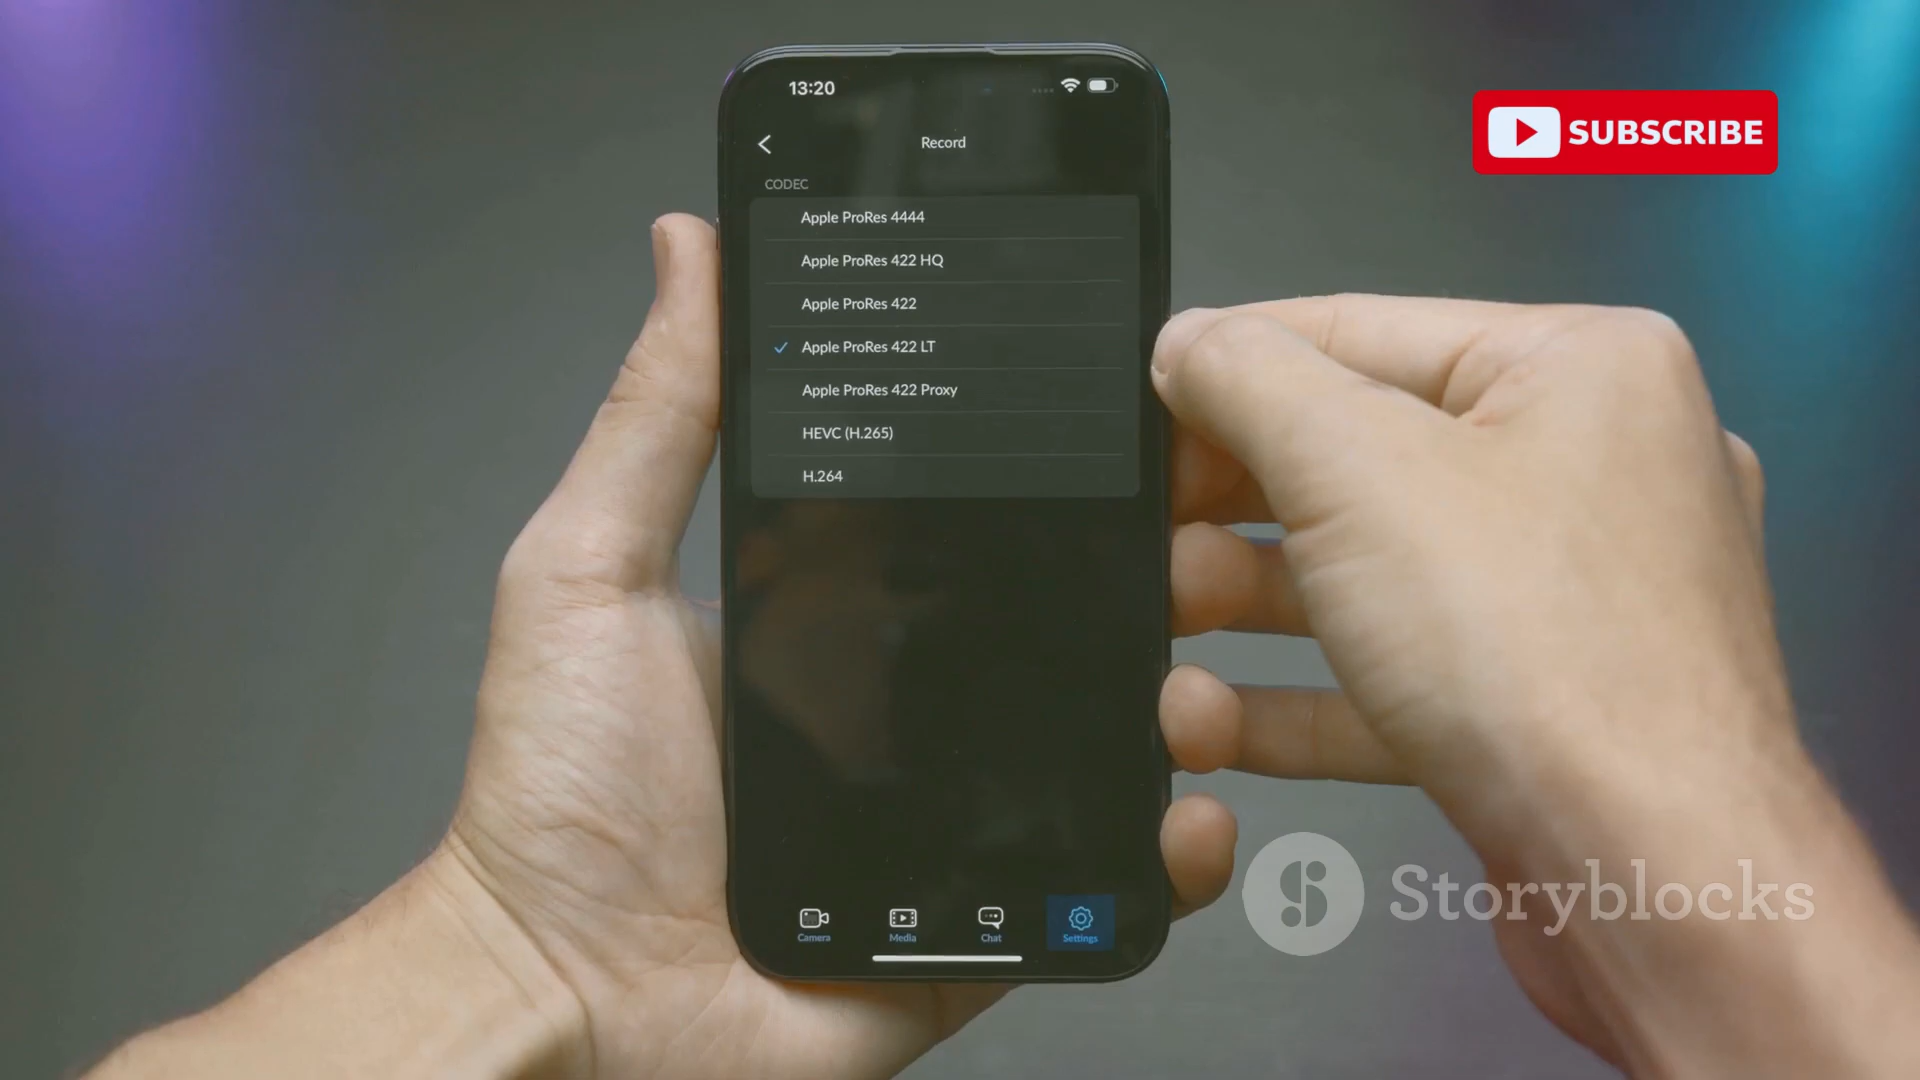 13:20
Record
SUBSCRIBE
CODEC
Apple ProRes 4444
Apple ProRes 422 HQ
Apple ProRes 422
Apple ProRes 422 LT
Apple ProRes 422 Proxy
HEVC (H.265)
H.264
Storyblocks
Camera
Media
Chat
Settings